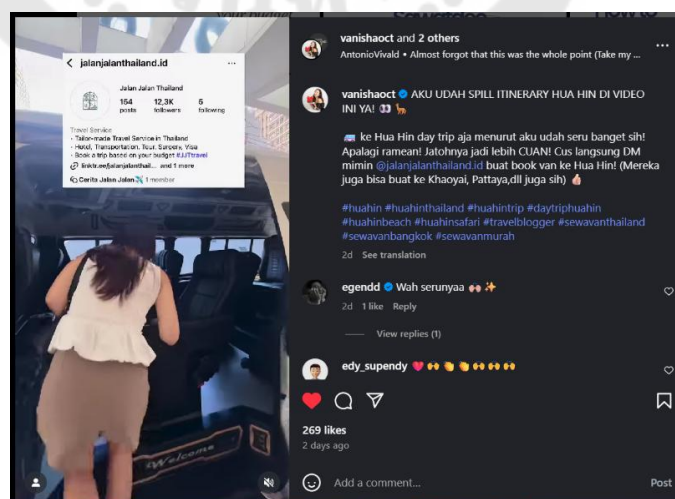 your budget
How to
jalanjalanthailand.id
Jalan Jalan Thailand
154
12,3K
5
posts
followers
following
Travel Service
- Tailor-made Travel Service in Thailand
- Hotel, Transportation, Tour, Surgery, Visa
- Book a trip based on your budget #JJTtravel
linktr.ee/jalanjalanthail... and 1 more
Cerita Jalan Jalan✈️ 1 member
Welcome
vanishaoct and 2 others
AntonioVivald • Almost forgot that this was the whole point (Take my ...
vanishaoct AKU UDAH SPILL ITINERARY HUA HIN DI VIDEO
INI YA! 👀 🦌
🚐 ke Hua Hin day trip aja menurut aku udah seru banget sih!
Apalagi ramean! Jatohnya jadi lebih CUAN! Cus langsung DM
mimin @jalanjalanthailand.id buat book van ke Hua Hin! (Mereka
juga bisa buat ke Khaoyai, Pattaya,dll juga sih) 👍🏻
#huahin #huahinthailand #huahintrip #daytriphuahin
#huahinbeach #huahinsafari #travelblogger #sewavanthailand
#sewavanbangkok #sewavanmurah
2d See translation
egendd Wah serunyaa 🙌🏻 ✨
2d 1 like Reply
View replies (1)
edy_supendy ❤️ 🙌 👏 👏 🙌 🙌 🙌
269 likes
2 days ago
Add a comment...
Post